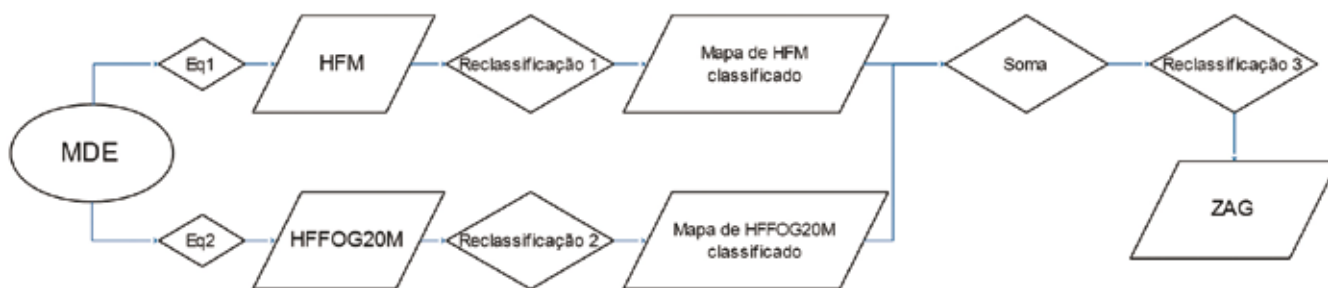 MDE
Eq1
HFM
Reclassificação 1
Mapa de HFM
classificado
Soma
Reclassificação 3
Eq2
HFFOG20M
Reclassificação 2
Mapa de HFFOG20M
classificado
ZAG